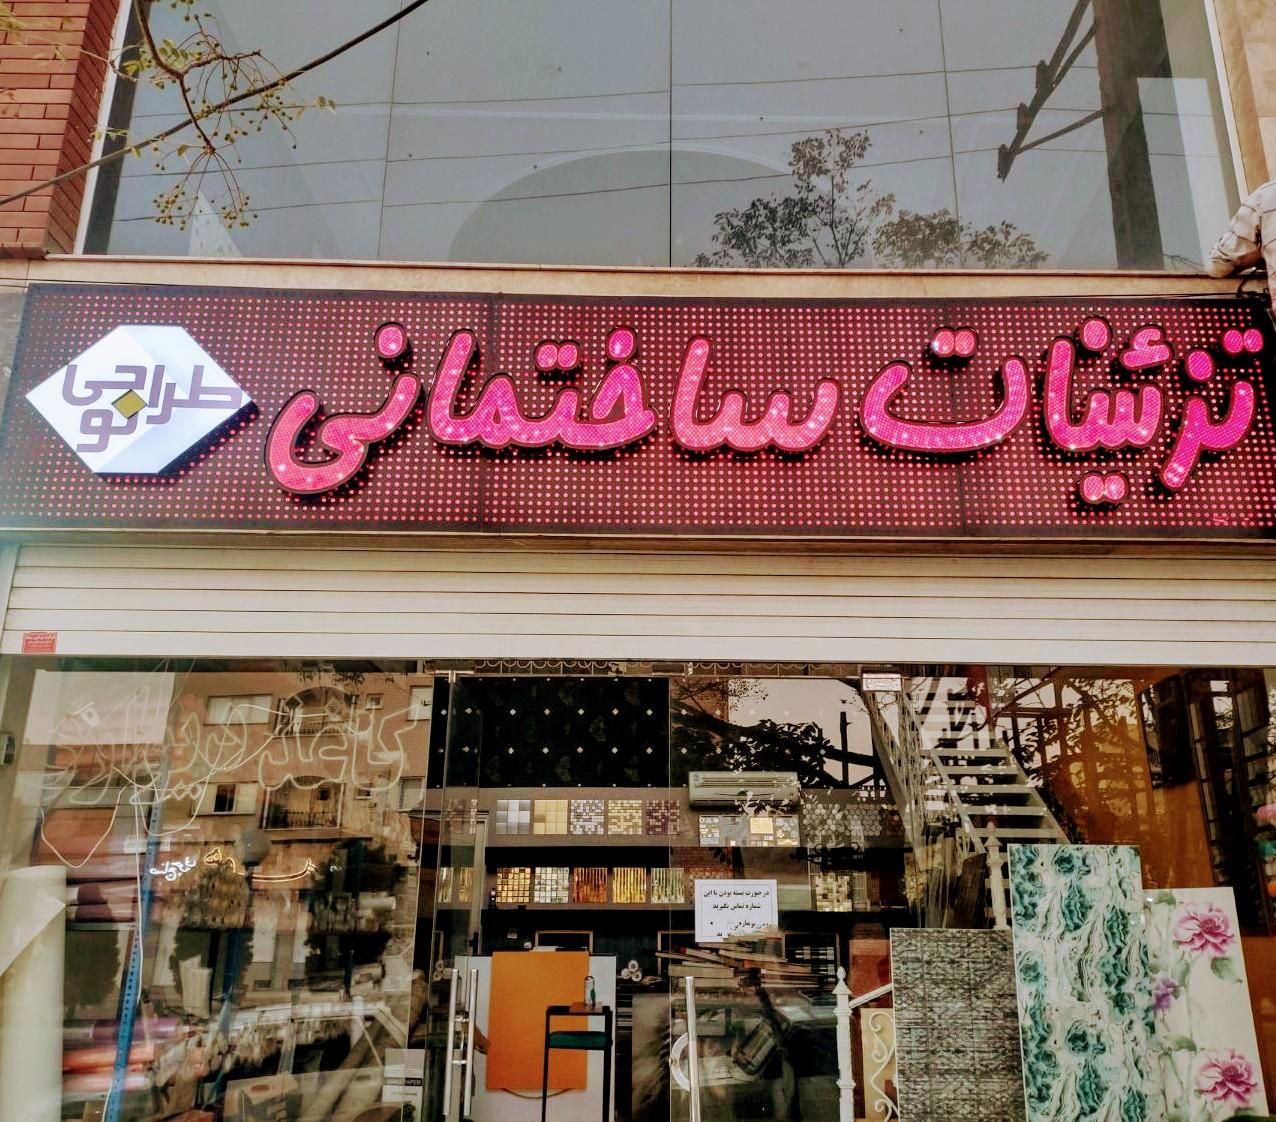 تزئینات ساختمانی
طراحی
نو
کاغذ دیواری
در صورت بسته بودن با این
شماره تماس بگیرید